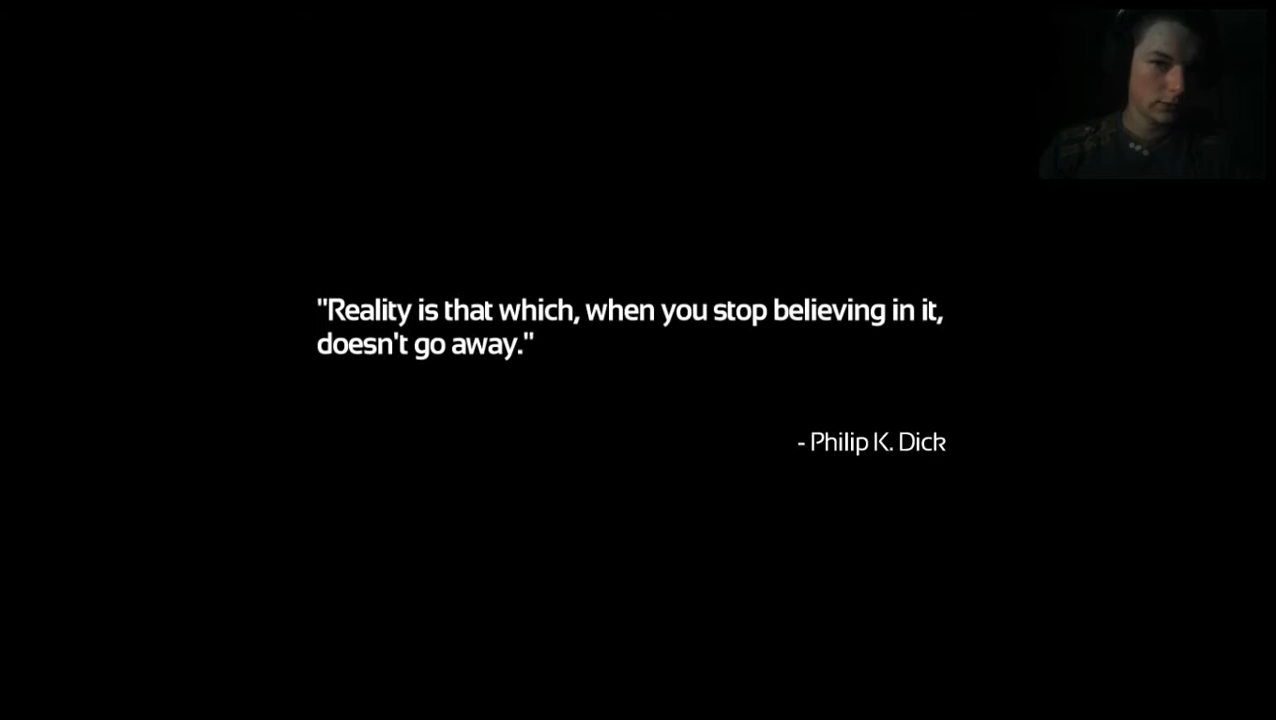 "Reality is that which, when you stop believing in it,
doesn't go away."
- Philip K. Dick